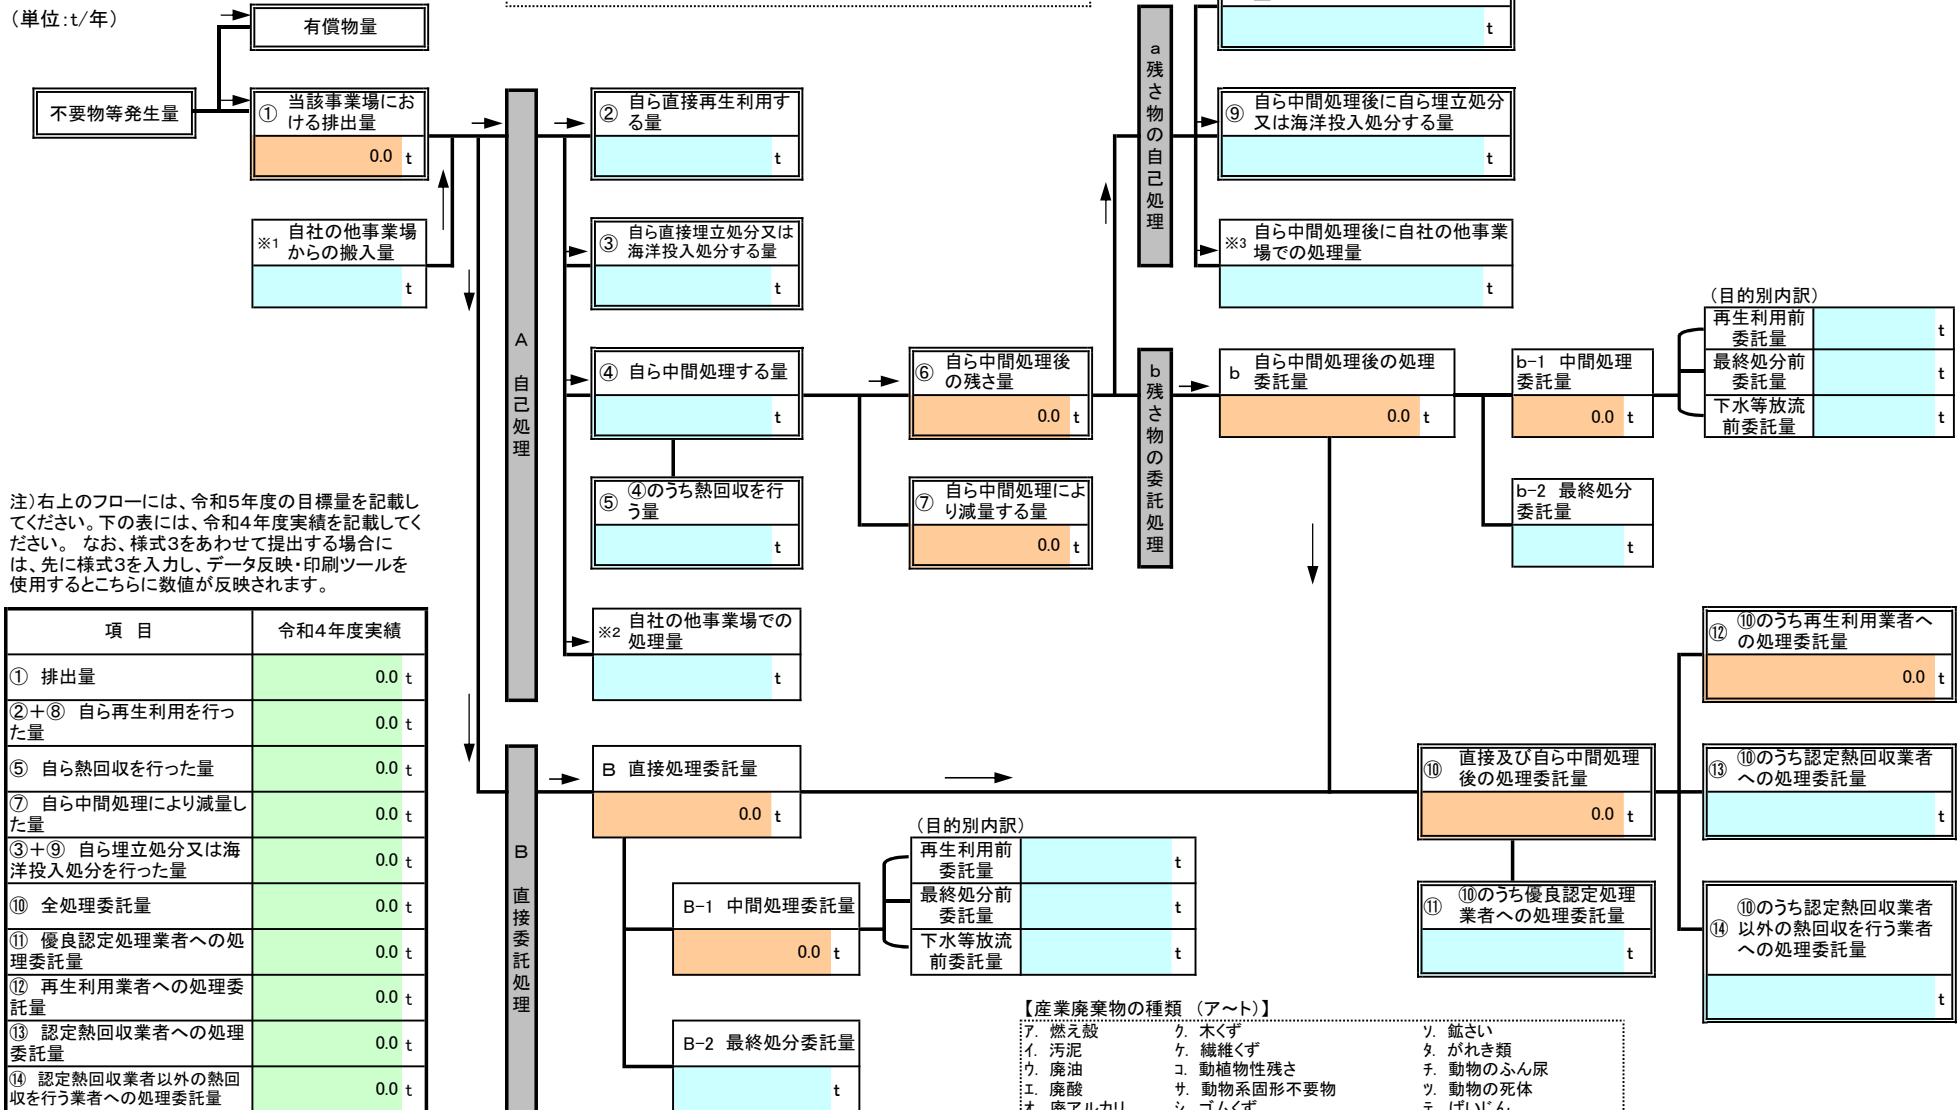 (単位:t/年)
有償物量
不要物等発生量
① 当該事業場にお
ける排出量
0.0 t
※1 自社の他事業場
からの搬入量
t
A 自己処理
② 自ら直接再生利用す
る量
t
③ 自ら直接埋立処分又は
海洋投入処分する量
t
④ 自ら中間処理する量
t
⑤ ④のうち熱回収を行
う量
t
※2 自社の他事業場での
処理量
t
⑥ 自ら中間処理後
の残さ量
0.0 t
⑦ 自ら中間処理によ
り減量する量
0.0 t
a 残さ物の自己処理
t
⑨ 自ら中間処理後に自ら埋立処分
又は海洋投入処分する量
t
※3 自ら中間処理後に自社の他事業
場での処理量
t
b 残さ物の委託処理
b 自ら中間処理後の処理
委託量
0.0 t
b-1 中間処理
委託量
0.0 t
(目的別内訳)
再生利用前
委託量
t
最終処分前
委託量
t
下水等放流
前委託量
t
b-2 最終処分
委託量
t
注)右上のフローには、令和5年度の目標量を記載し
てください。下の表には、令和4年度実績を記載してく
ださい。 なお、様式3をあわせて提出する場合に
は、先に様式3を入力し、データ反映・印刷ツールを
使用するとこちらに数値が反映されます。
項 目 令和4年度実績
① 排出量 0.0 t
②+⑧ 自ら再生利用を行っ
た量 0.0 t
⑤ 自ら熱回収を行った量 0.0 t
⑦ 自ら中間処理により減量し
た量 0.0 t
③+⑨ 自ら埋立処分又は海
洋投入処分を行った量 0.0 t
⑩ 全処理委託量 0.0 t
⑪ 優良認定処理業者への処
理委託量 0.0 t
⑫ 再生利用業者への処理委
託量 0.0 t
⑬ 認定熱回収業者への処理
委託量 0.0 t
⑭ 認定熱回収業者以外の熱回
収を行う業者への処理委託量 0.0 t
B 直接委託処理
B 直接処理委託量
0.0 t
B-1 中間処理委託量
0.0 t
(目的別内訳)
再生利用前
委託量
t
最終処分前
委託量
t
下水等放流
前委託量
t
B-2 最終処分委託量
t
⑩ 直接及び自ら中間処理
後の処理委託量
0.0 t
⑪ ⑩のうち優良認定処理
業者への処理委託量
t
⑫ ⑩のうち再生利用業者へ
の処理委託量
0.0 t
⑬ ⑩のうち認定熱回収業者
への処理委託量
t
⑭ ⑩のうち認定熱回収業者
以外の熱回収を行う業者
への処理委託量
t
【産業廃棄物の種類 (ア~ト)】
ア. 燃え殻 ク. 木くず ソ. 鉱さい
イ. 汚泥 ケ. 繊維くず タ. がれき類
ウ. 廃油 コ. 動植物性残さ チ. 動物のふん尿
エ. 廃酸 サ. 動物系固形不要物 ツ. 動物の死体
オ. 廃アルカリ シ. ゴムくず テ. ばいじん